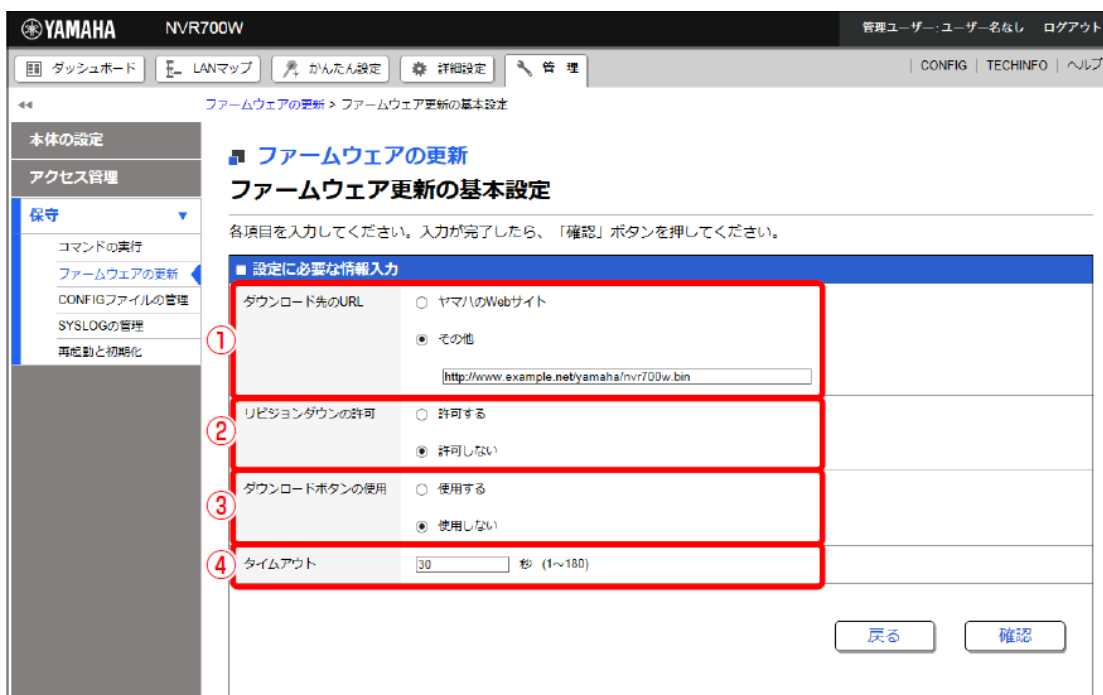 YAMAHA NVR700W 管理ユーザー:ユーザー名なし ログアウト
ダッシュボード LANマップ かんたん設定 詳細設定 管 理 | CONFIG | TECHINFO | ヘルプ
ファームウェアの更新 > ファームウェア更新の基本設定
本体の設定
アクセス管理
保守
コマンドの実行
ファームウェアの更新
CONFIGファイルの管理
SYSLOGの管理
再起動と初期化
ファームウェアの更新
ファームウェア更新の基本設定
各項目を入力してください。入力が完了したら、「確認」ボタンを押してください。
■ 設定に必要な情報入力
① ダウンロード先のURL
ヤマハのWebサイト
その他
http://www.example.net/yamaha/nvr700w.bin
② リビジョンダウンの許可
許可する
許可しない
③ ダウンロードボタンの使用
使用する
使用しない
④ タイムアウト 30 秒 (1~180)
戻る 確認